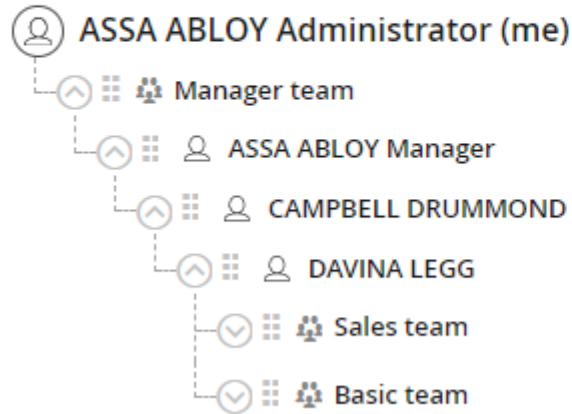 ASSA ABLOY Administrator (me)
Manager team
ASSA ABLOY Manager
CAMPBELL DRUMMOND
DAVINA LEGG
Sales team
Basic team